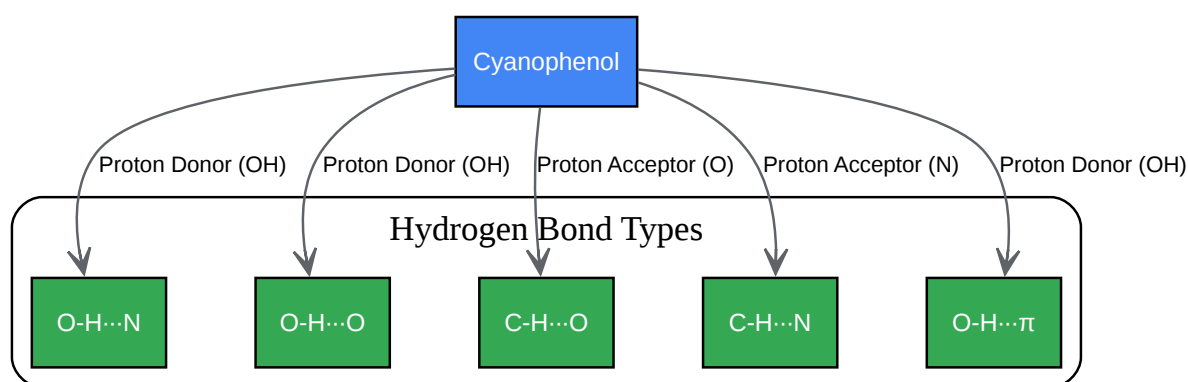 Cyanophenol
Proton Donor (OH)
Proton Donor (OH)
Proton Acceptor (O)
Proton Acceptor (N)
Proton Donor (OH)
Hydrogen Bond Types
O-H···N
O-H···O
C-H···O
C-H···N
O-H···π